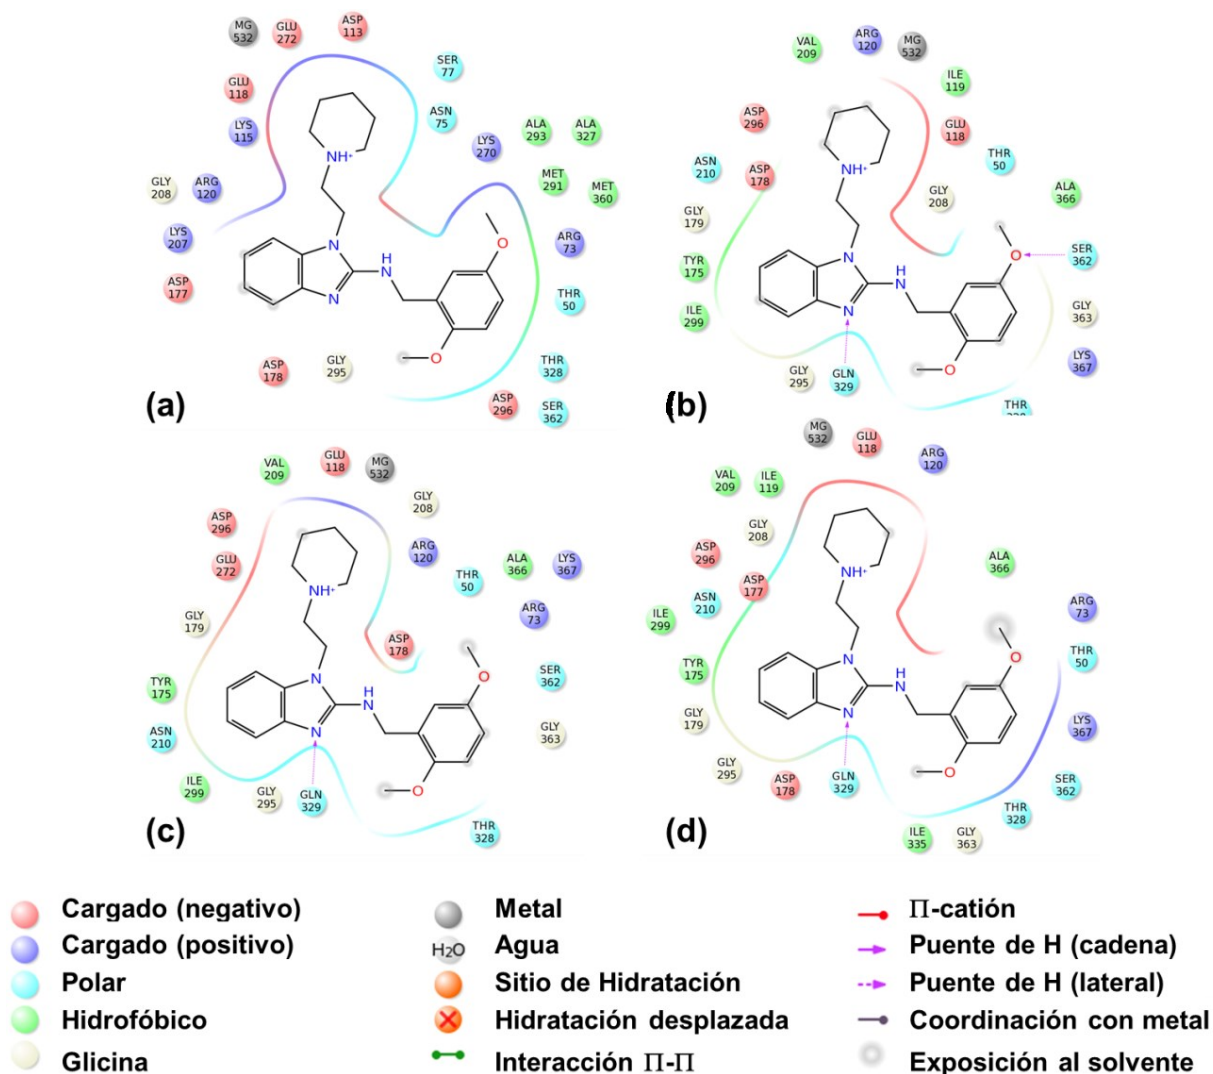 MG 532
GLU 272
ASP 113
SER 77
GLU 118
LYS 115
ASN 75
LYS 270
ALA 293
ALA 327
MET 291
MET 360
GLY 208
ARG 120
NH+
LYS 207
ARG 73
ASP 177
N
H
N
N
O
THR 50
ASP 178
GLY 295
O
THR 328
ASP 296
SER 362
(a)
VAL 209
ARG 120
MG 532
ILE 119
ASP 296
GLU 118
THR 50
ASN 210
ASP 178
NH+
GLY 208
ALA 366
GLY 179
TYR 175
N
H
N
N
O
SER 362
ILE 299
GLY 363
GLY 295
GLN 329
O
LYS 367
THR
(b)
VAL 209
GLU 118
MG 532
GLY 208
ASP 296
GLU 272
ARG 120
THR 50
ALA 366
LYS 367
NH+
GLY 179
ASP 178
ARG 73
TYR 175
N
H
N
N
O
SER 362
ASN 210
GLY 363
ILE 299
GLY 295
GLN 329
O
THR 328
(c)
MG 532
GLU 118
ARG 120
VAL 209
ILE 119
GLY 208
ASP 296
ASP 177
ALA 366
NH+
ASN 210
ILE 299
ARG 73
TYR 175
N
H
N
N
O
THR 50
GLY 179
LYS 367
GLY 295
ASP 178
GLN 329
O
SER 362
THR 328
ILE 335
GLY 363
(d)
Cargado (negativo)
Cargado (positivo)
Polar
Hidrofóbico
Glicina
Metal
H₂O Agua
Sitio de Hidratación
Hidratación desplazada
Interacción Π-Π
Π-catión
Puente de H (cadena)
Puente de H (lateral)
Coordinación con metal
Exposición al solvente